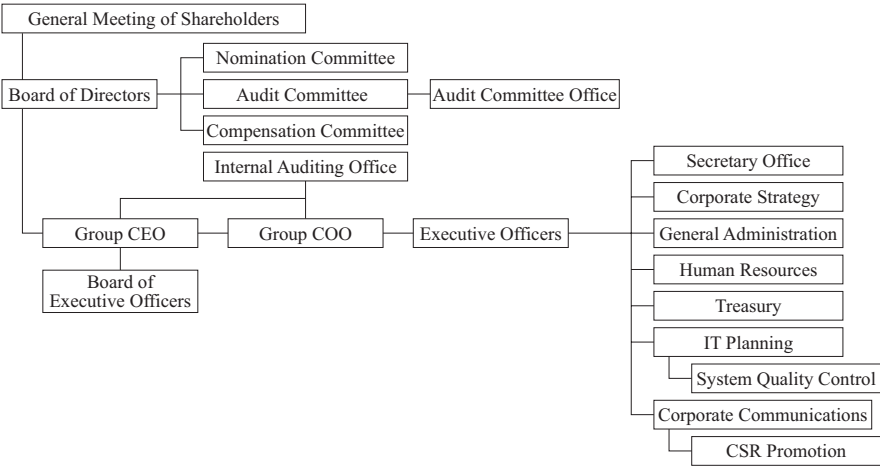 General Meeting of Shareholders
Nomination Committee
Board of Directors
Audit Committee
Audit Committee Office
Compensation Committee
Internal Auditing Office
Group CEO
Group COO
Executive Officers
Board of
Executive Officers
Secretary Office
Corporate Strategy
General Administration
Human Resources
Treasury
IT Planning
System Quality Control
Corporate Communications
CSR Promotion